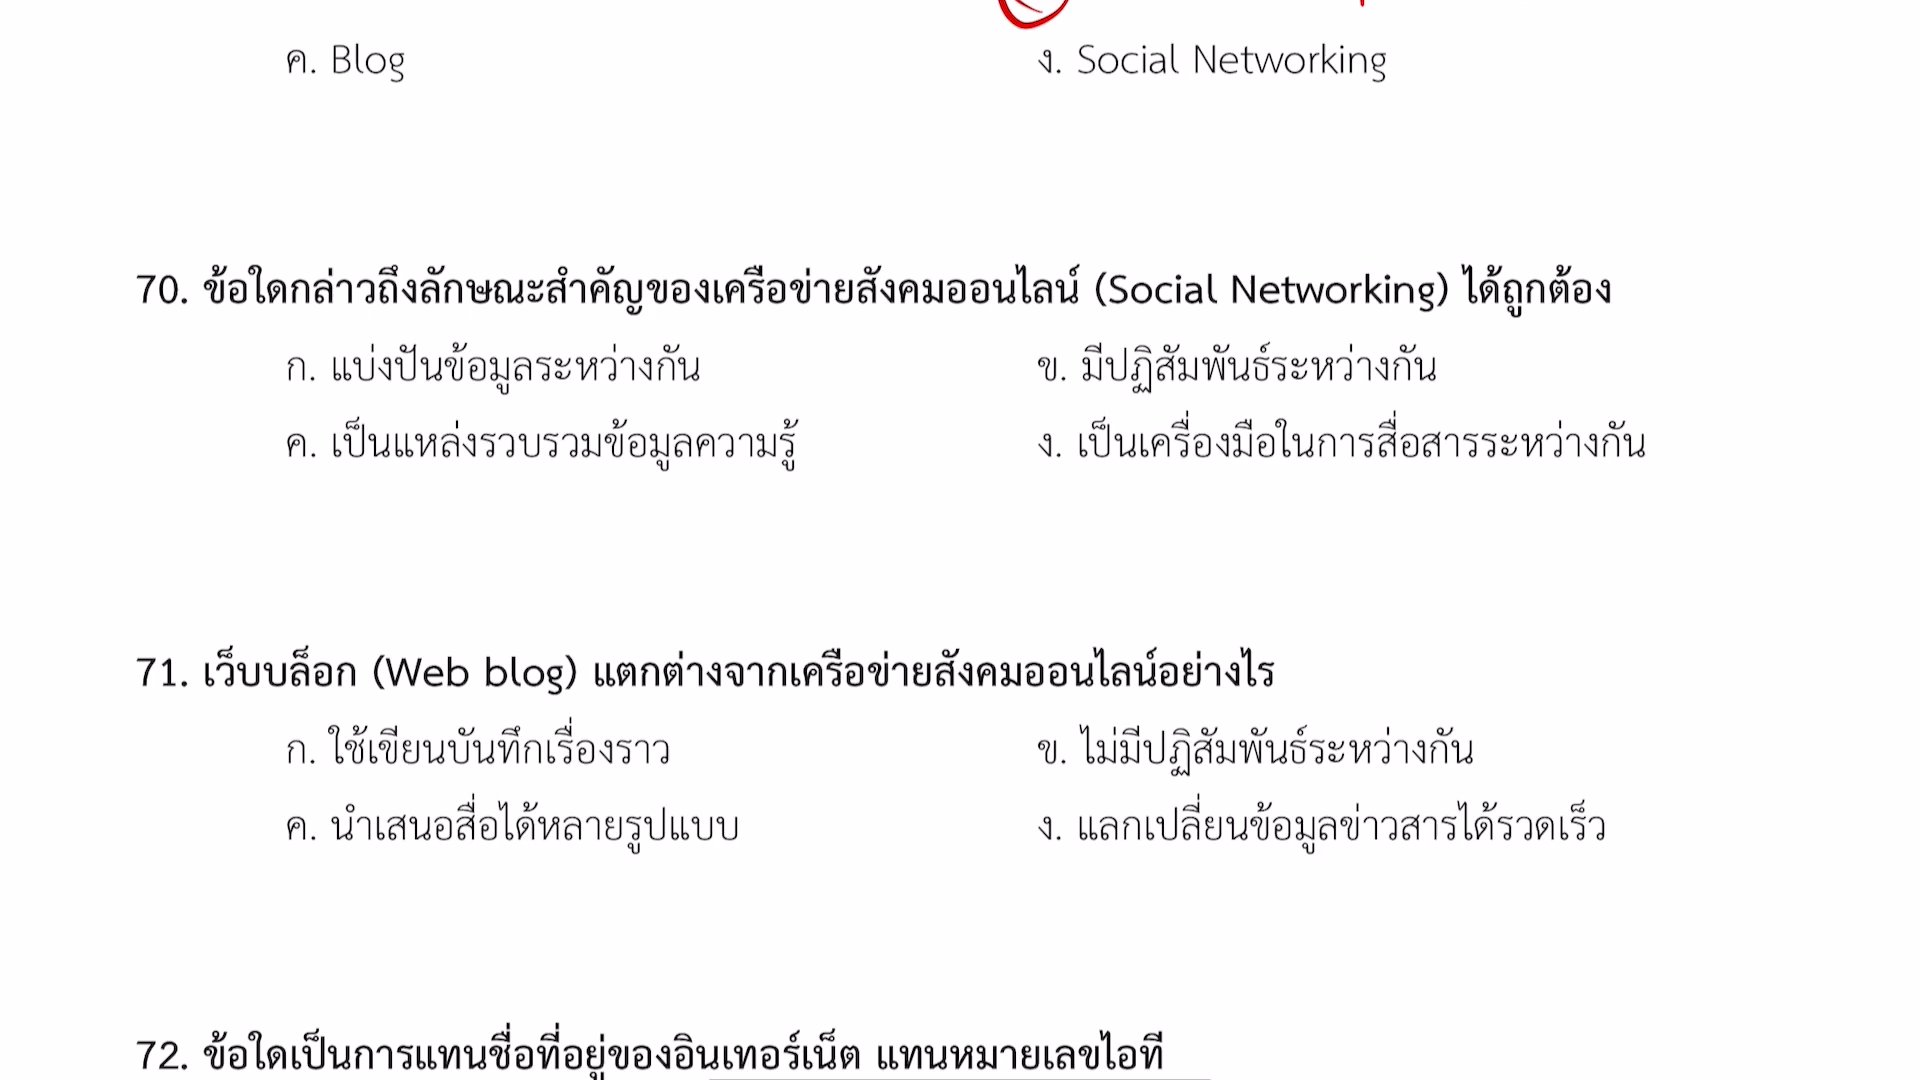 ค. Blog
ง. Social Networking
70. ข้อใดกล่าวถึงลักษณะสำคัญของเครือข่ายสังคมออนไลน์ (Social Networking) ได้ถูกต้อง
ก. แบ่งปันข้อมูลระหว่างกัน
ข. มีปฏิสัมพันธ์ระหว่างกัน
ค. เป็นแหล่งรวบรวมข้อมูลความรู้
ง. เป็นเครื่องมือในการสื่อสารระหว่างกัน
71. เว็บบล็อก (Web blog) แตกต่างจากเครือข่ายสังคมออนไลน์อย่างไร
ก. ใช้เขียนบันทึกเรื่องราว
ข. ไม่มีปฏิสัมพันธ์ระหว่างกัน
ค. นำเสนอสื่อได้หลายรูปแบบ
ง. แลกเปลี่ยนข้อมูลข่าวสารได้รวดเร็ว
72. ข้อใดเป็นการแทนชื่อที่อยู่ของอินเทอร์เน็ต แทนหมายเลขไอที